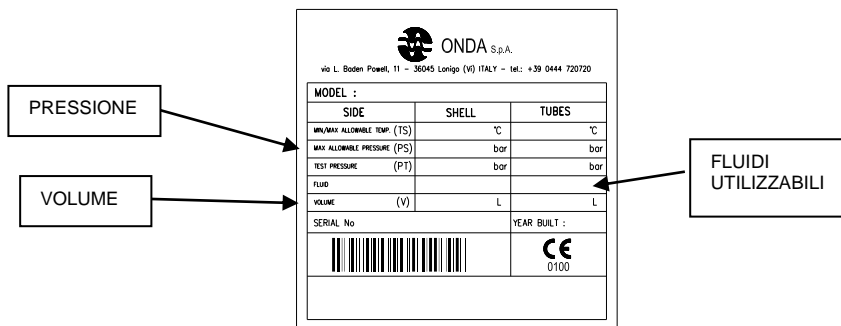 ONDA S.p.A.
via L. Baden Powell, 11 - 36045 Lonigo (Vi) ITALY - tel.: +39 0444 720720
MODEL :
SIDE SHELL TUBES
MIN/MAX ALLOWABLE TEMP. (TS) °C °C
MAX ALLOWABLE PRESSURE (PS) bar bar
TEST PRESSURE (PT) bar bar
FLUID
VOLUME (V) L L
SERIAL No YEAR BUILT :
CE
0100
PRESSIONE
VOLUME
FLUIDI
UTILIZZABILI